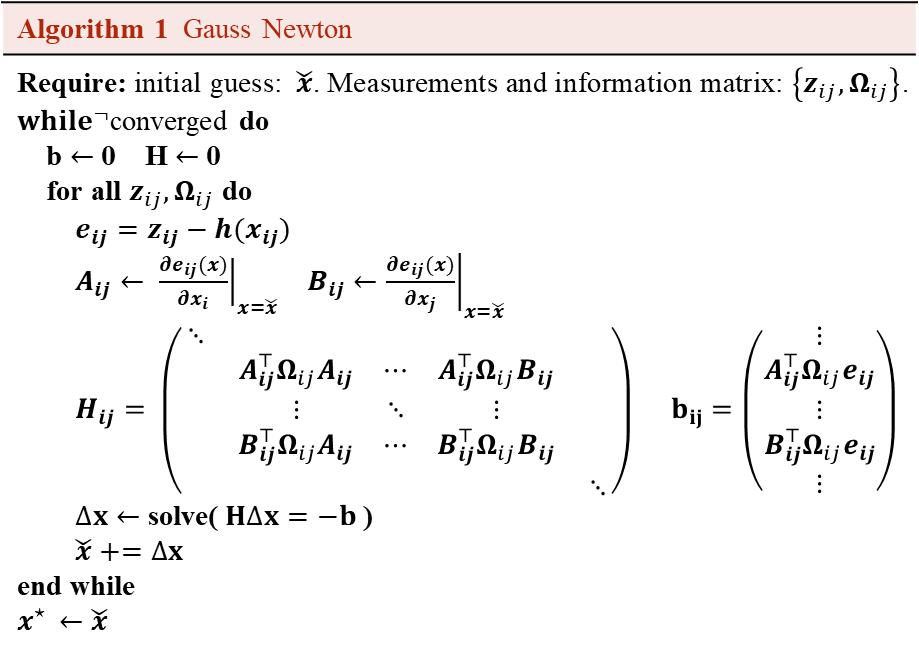 Algorithm 1 Gauss Newton
Require: initial guess: x̌. Measurements and information matrix: {z_ij, Ω_ij}.
while ¬converged do
b ← 0 H ← 0
for all z_ij, Ω_ij do
e_ij = z_ij − h(x_ij)
A_ij ← ∂e_ij(x)/∂x_i |_x=x̌ B_ij ← ∂e_ij(x)/∂x_j |_x=x̌
H_ij = ( ⋱ A_ij^⊤ Ω_ij A_ij ⋯ A_ij^⊤ Ω_ij B_ij ⋮ ⋱ ⋮ B_ij^⊤ Ω_ij A_ij ⋯ B_ij^⊤ Ω_ij B_ij ⋱ ) b_ij = ( ⋮ A_ij^⊤ Ω_ij e_ij ⋮ B_ij^⊤ Ω_ij e_ij ⋮ )
Δx ← solve( HΔx = −b )
x̌ += Δx
end while
x^⋆ ← x̌